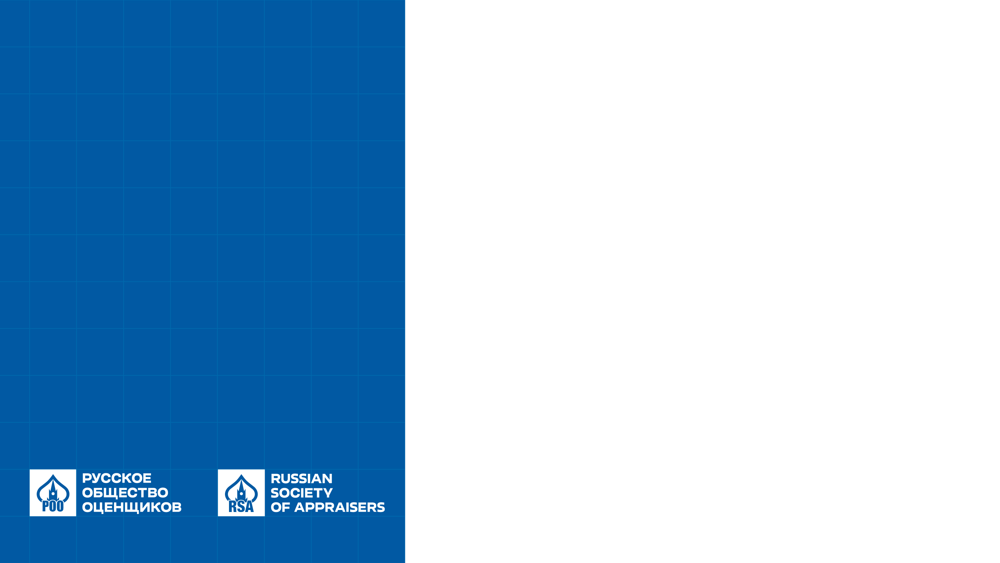 РУССКОЕ
ОБЩЕСТВО
ОЦЕНЩИКОВ
РОО
RUSSIAN
SOCIETY
OF APPRAISERS
RSA